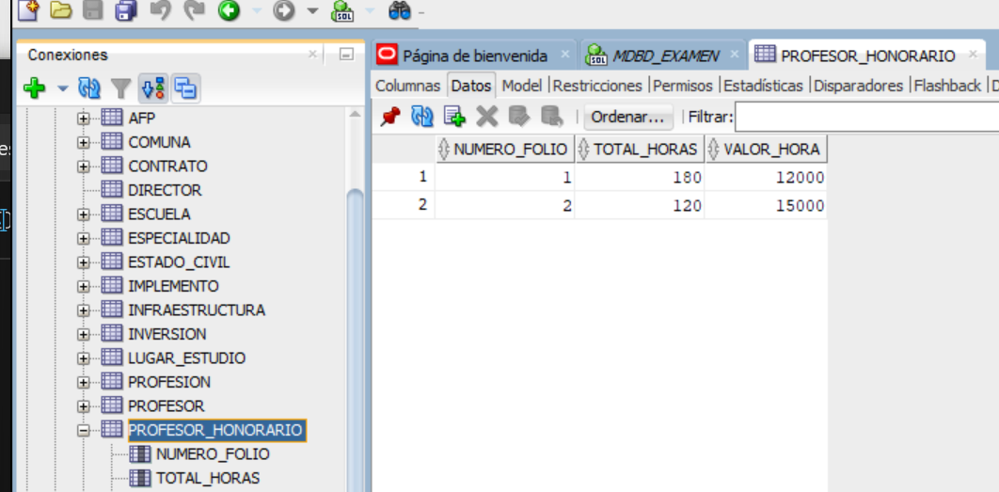 SQL
Conexiones
Página de bienvenida
MDBD_EXAMEN
PROFESOR_HONORARIO
Columnas Datos Model |Restricciones |Permisos |Estadísticas |Disparadores |Flashback |D
Ordenar... Filtrar:
AFP
COMUNA
CONTRATO
DIRECTOR
ESCUELA
ESPECIALIDAD
ESTADO_CIVIL
IMPLEMENTO
INFRAESTRUCTURA
INVERSION
LUGAR_ESTUDIO
PROFESION
PROFESOR
PROFESOR_HONORARIO
NUMERO_FOLIO
TOTAL_HORAS
NUMERO_FOLIO TOTAL_HORAS VALOR_HORA
1 1 180 12000
2 2 120 15000